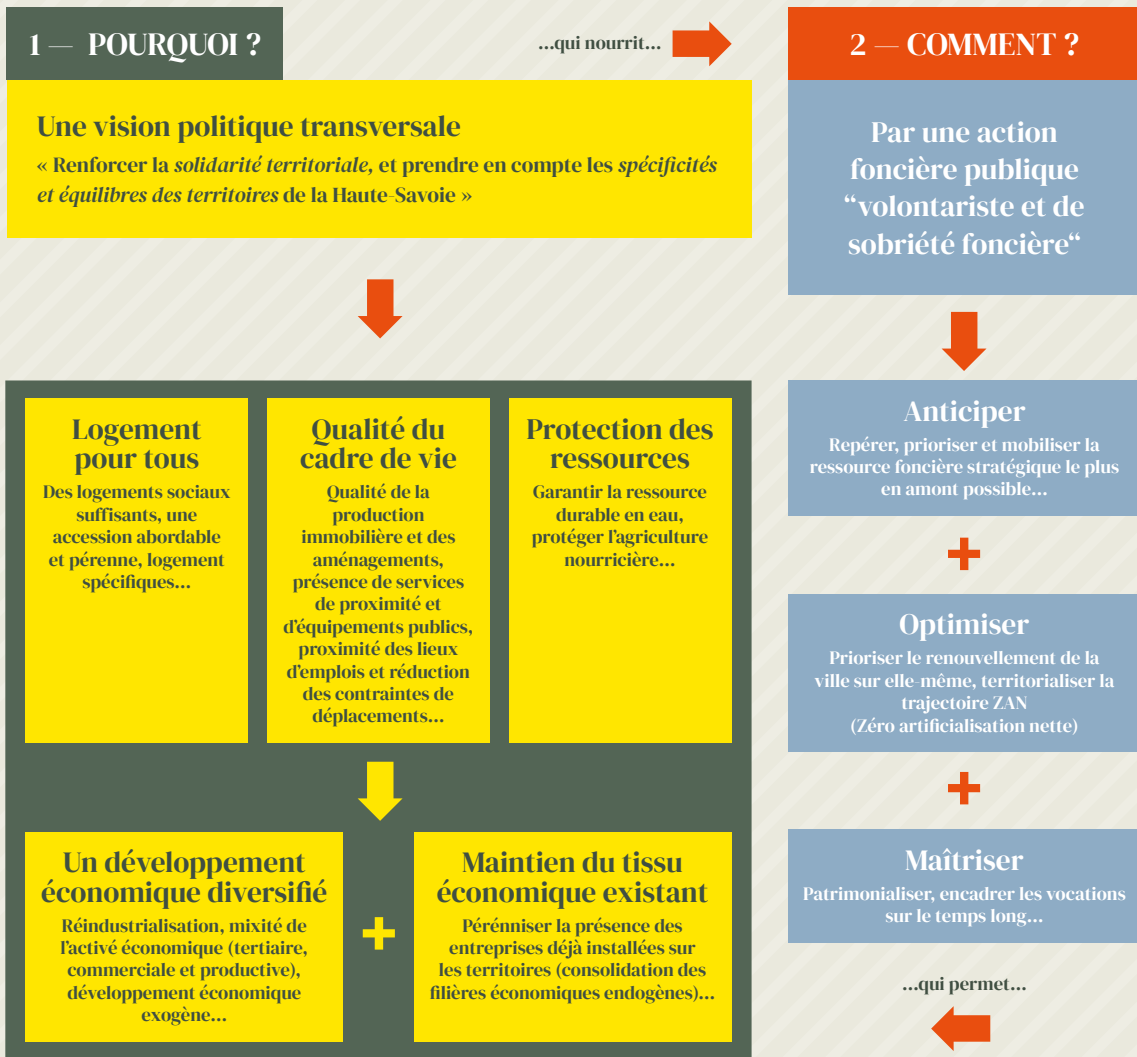 1 — POURQUOI ?
...qui nourrit...
Une vision politique transversale
« Renforcer la solidarité territoriale, et prendre en compte les spécificités
et équilibres des territoires de la Haute-Savoie »
Logement
pour tous
Des logements sociaux
suffisants, une
accession abordable
et pérenne, logement
spécifiques...
Qualité du
cadre de vie
Qualité de la
production
immobilière et des
aménagements,
présence de services
de proximité et
d'équipements publics,
proximité des lieux
d'emplois et réduction
des contraintes de
déplacements...
Protection des
ressources
Garantir la ressource
durable en eau,
protéger l'agriculture
nourricière...
Un développement
économique diversifié
Réindustrialisation, mixité de
l'activé économique (tertiaire,
commerciale et productive),
développement économique
exogène...
+
Maintien du tissu
économique existant
Pérénniser la présence des
entreprises déjà installées sur
les territoires (consolidation des
filières économiques endogènes)...
2 — COMMENT ?
Par une action
foncière publique
“volontariste et de
sobriété foncière“
Anticiper
Repérer, prioriser et mobiliser la
ressource foncière stratégique le plus
en amont possible...
+
Optimiser
Prioriser le renouvellement de la
ville sur elle-même, territorialiser la
trajectoire ZAN
(Zéro artificialisation nette)
+
Maîtriser
Patrimonialiser, encadrer les vocations
sur le temps long...
...qui permet...